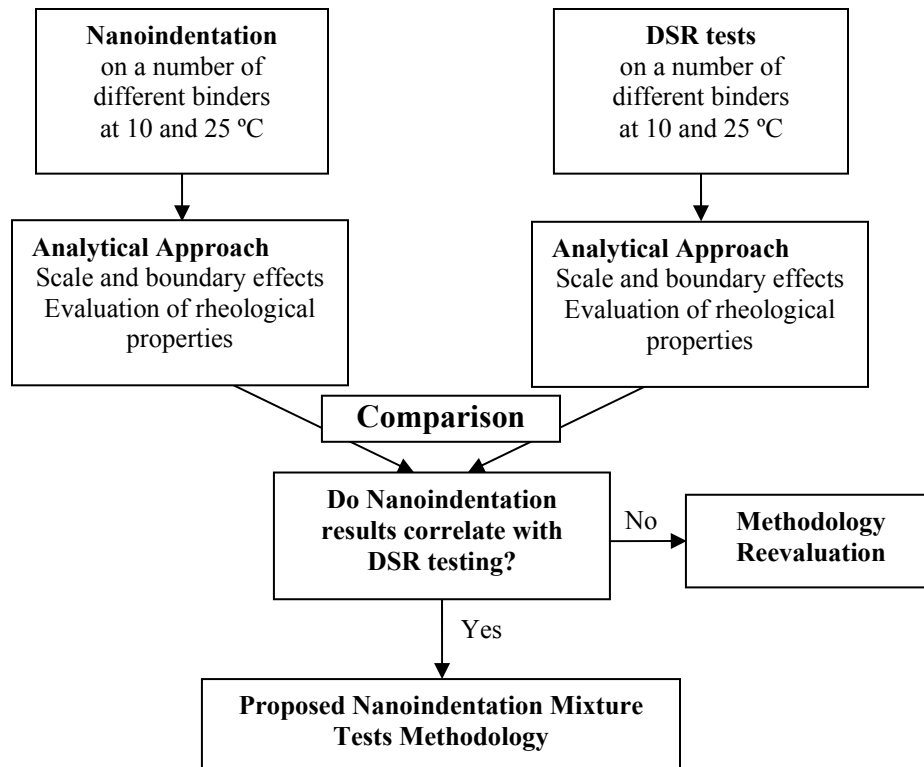 Nanoindentation
on a number of
different binders
at 10 and 25 ºC
DSR tests
on a number of
different binders
at 10 and 25 ºC
Analytical Approach
Scale and boundary effects
Evaluation of rheological
properties
Analytical Approach
Scale and boundary effects
Evaluation of rheological
properties
Comparison
Do Nanoindentation
results correlate with
DSR testing?
No
Methodology
Reevaluation
Yes
Proposed Nanoindentation Mixture
Tests Methodology